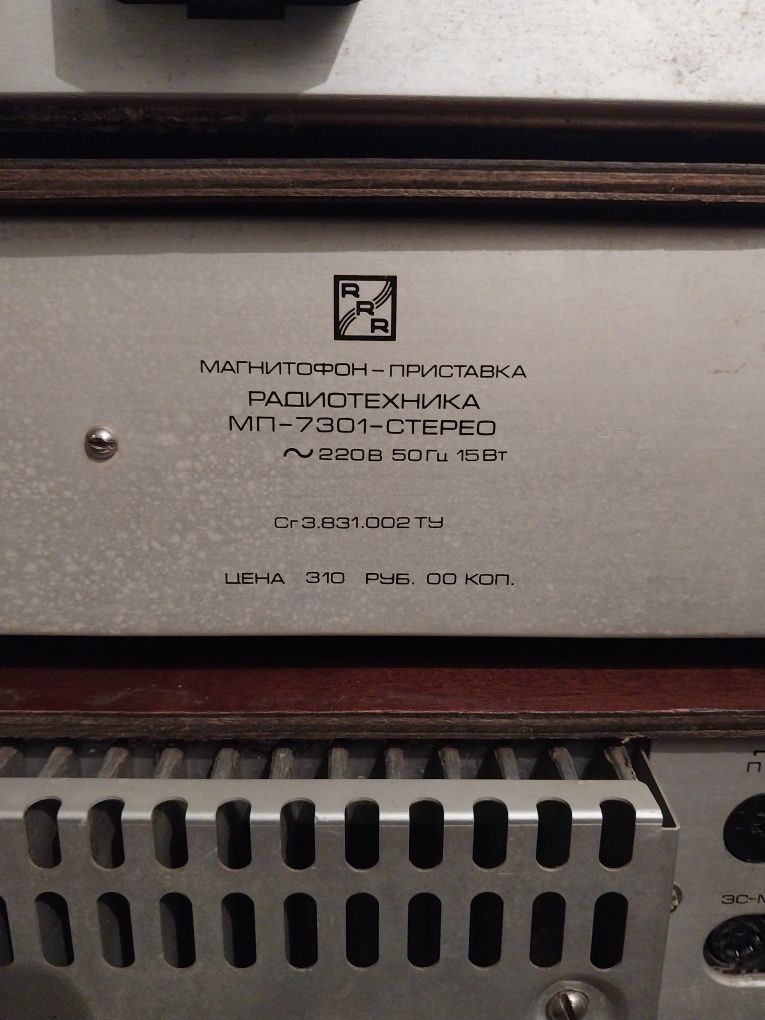 R
R
R
МАГНИТОФОН-ПРИСТАВКА
РАДИОТЕХНИКА
МП-7301-СТЕРЕО
~220В 50Гц 15Вт
Сг3.831.002ТУ
ЦЕНА 310 РУБ. 00 КОП.